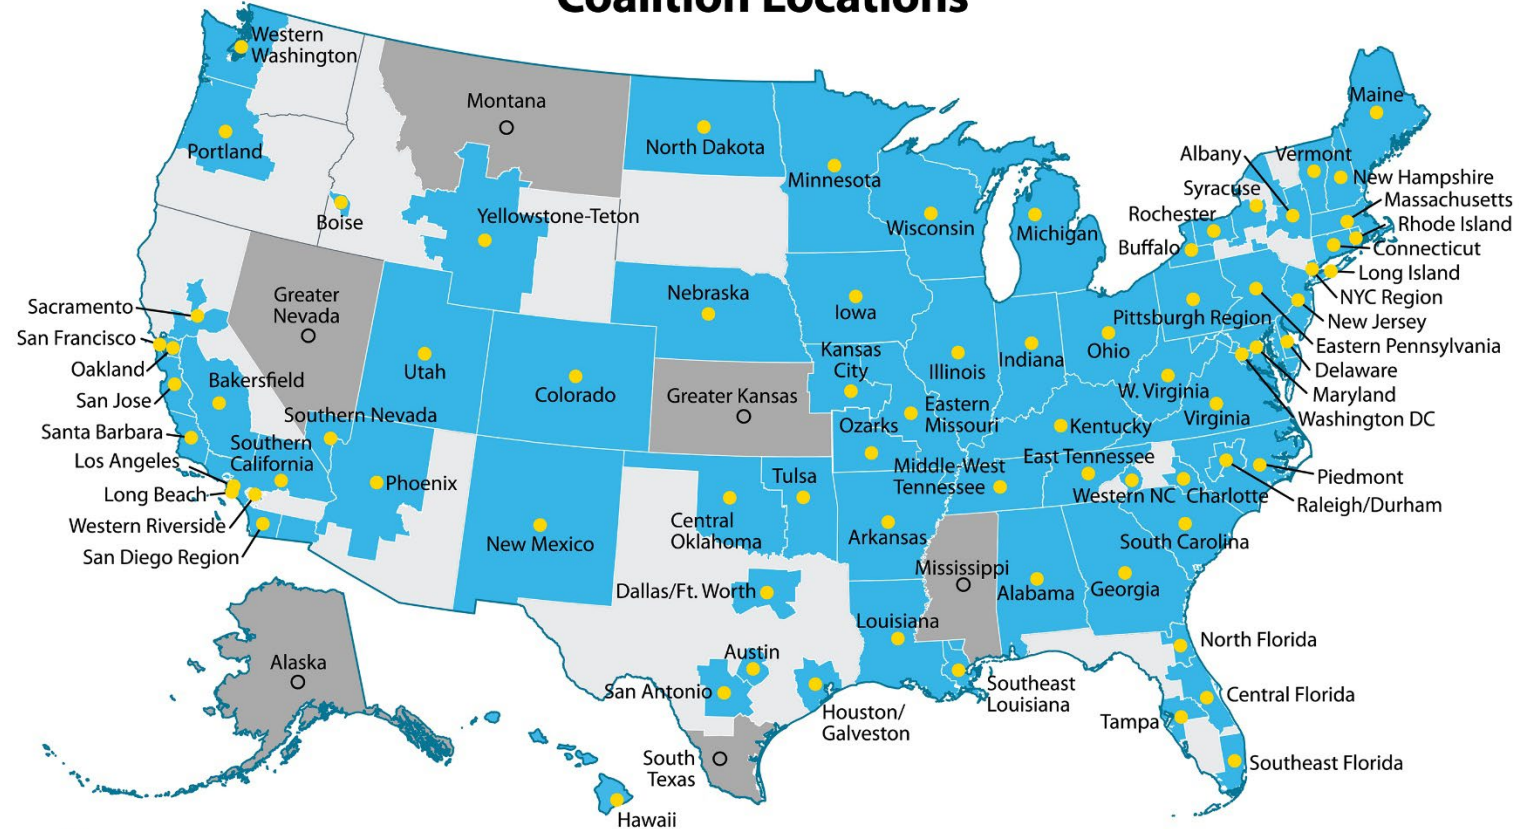 Coalition Locations
Western
Washington
Montana
Maine
Portland
North Dakota
Minnesota
Albany
Vermont
New Hampshire
Syracuse
Massachusetts
Boise
Yellowstone-Teton
Wisconsin
Michigan
Rochester
Rhode Island
Buffalo
Connecticut
Long Island
Greater
Nevada
Nebraska
Iowa
NYC Region
Sacramento
Pittsburgh Region
New Jersey
San Francisco
Kansas
City
Indiana
Ohio
Eastern Pennsylvania
Oakland
Bakersfield
Utah
Colorado
Illinois
Delaware
San Jose
Greater Kansas
W. Virginia
Maryland
Southern Nevada
Eastern
Missouri
Virginia
Washington DC
Santa Barbara
Southern
California
Ozarks
Kentucky
Los Angeles
Middle-West
Tennessee
East Tennessee
Long Beach
Phoenix
Tulsa
Western NC
Charlotte
Piedmont
Western Riverside
Central
Oklahoma
Raleigh/Durham
San Diego Region
New Mexico
Arkansas
South Carolina
Mississippi
Dallas/Ft. Worth
Alabama
Georgia
Louisiana
North Florida
Alaska
Austin
San Antonio
Southeast
Louisiana
Central Florida
Houston/
Galveston
Tampa
South
Texas
Southeast Florida
Hawaii